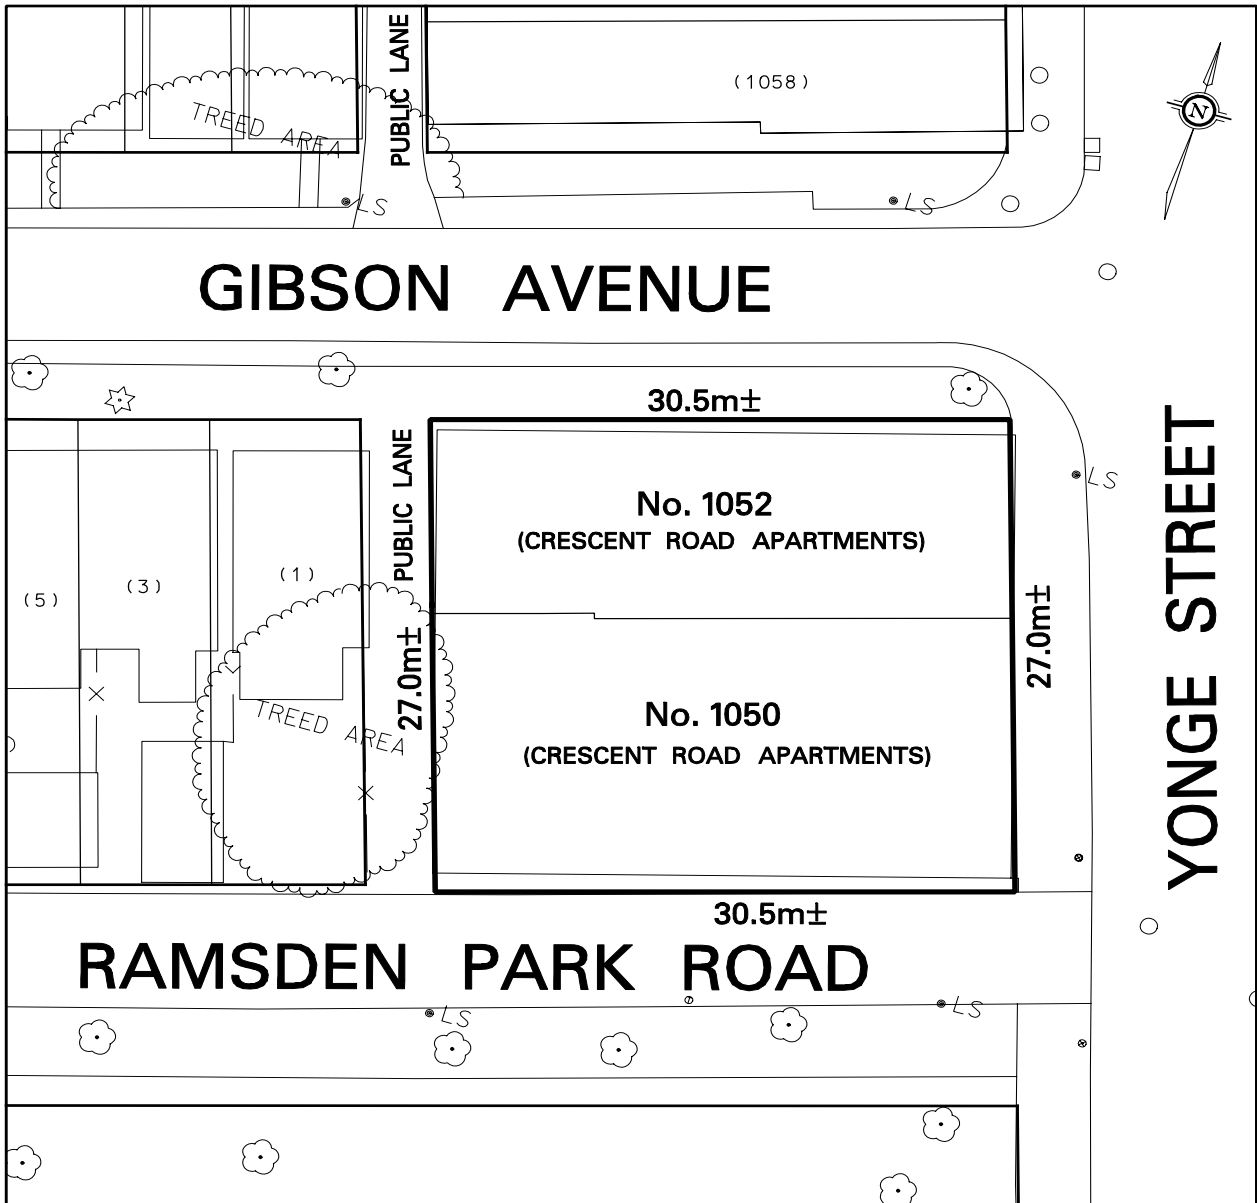 PUBLIC LANE
(1058)
TREED AREA
N
LS
LS
GIBSON AVENUE
30.5m±
PUBLIC LANE
No. 1052
(CRESCENT ROAD APARTMENTS)
LS
YONGE STREET
(1)
(3)
(5)
27.0m±
27.0m±
No. 1050
(CRESCENT ROAD APARTMENTS)
TREED AREA
30.5m±
RAMSDEN PARK ROAD
LS
LS